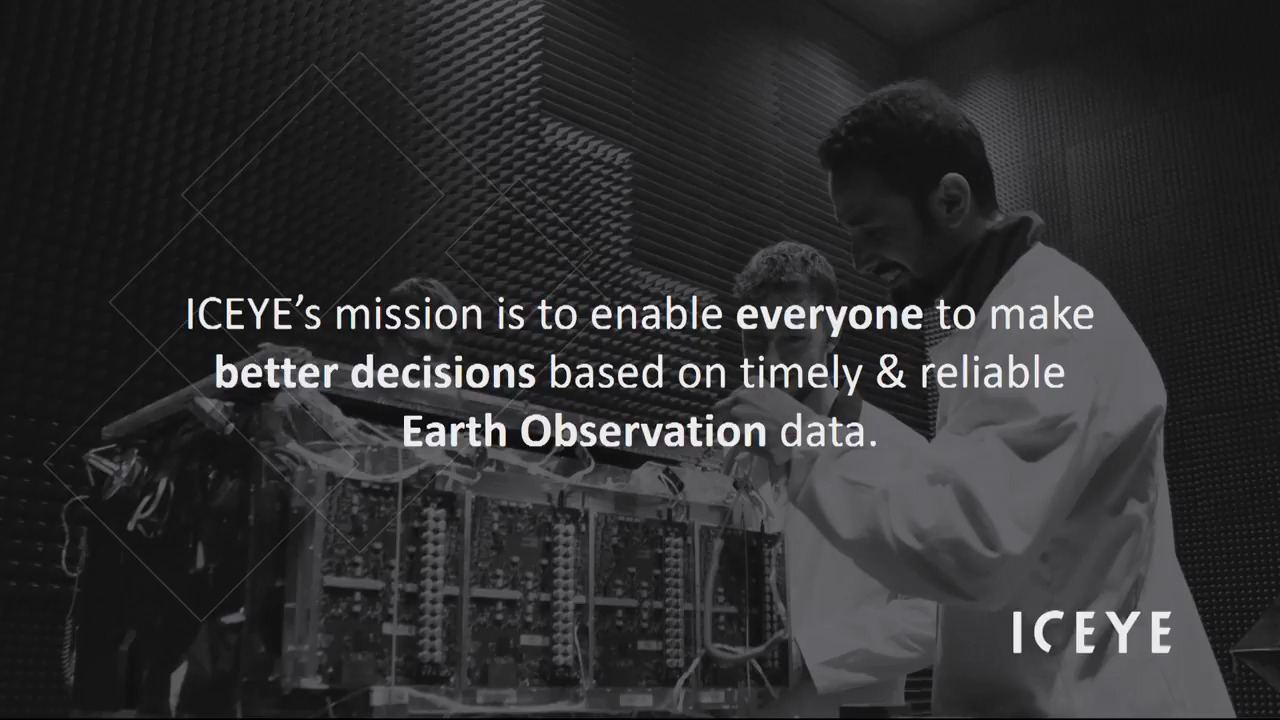 ICEYE’s mission is to enable everyone to make
better decisions based on timely & reliable
Earth Observation data.
ICEYE